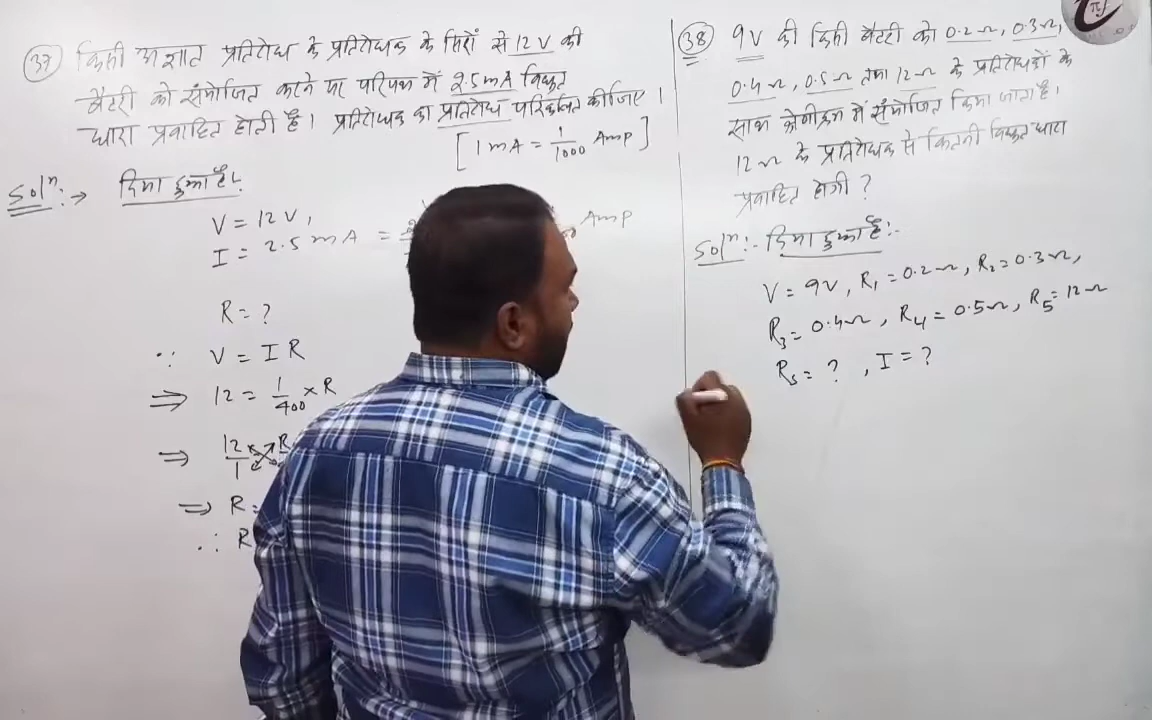 (37) किसी अज्ञात प्रतिरोध के प्रतिरोधक के सिरों से 12 V की
बैटरी को संयोजित करने पर परिपथ में 2.5 mA विद्युत
धारा प्रवाहित होती है। प्रतिरोधक का प्रतिरोध परिकलित कीजिए।
[1 mA = 1/1000 Amp]
Solⁿ:→ दिया हुआ है।
V = 12 V,
I = 2.5 mA =
Amp
R = ?
∵ V = I R
⇒ 12 = 1/400 × R
⇒ 12/1
⇒ R =
∴ R
(38) 9V की किसी बैटरी को 0.2 Ω, 0.3 Ω,
0.4 Ω, 0.5 Ω तथा 12 Ω के प्रतिरोधकों के
साथ श्रेणीक्रम में संयोजित किया जाता है।
12 Ω के प्रतिरोधक से कितनी विद्युत धारा
प्रवाहित होगी ?
Solⁿ:- दिया हुआ है:-
V = 9V, R₁ = 0.2 Ω, R₂ = 0.3 Ω,
R₃ = 0.4 Ω, R₄ = 0.5 Ω, R₅ = 12 Ω
Rₛ = ?, I = ?